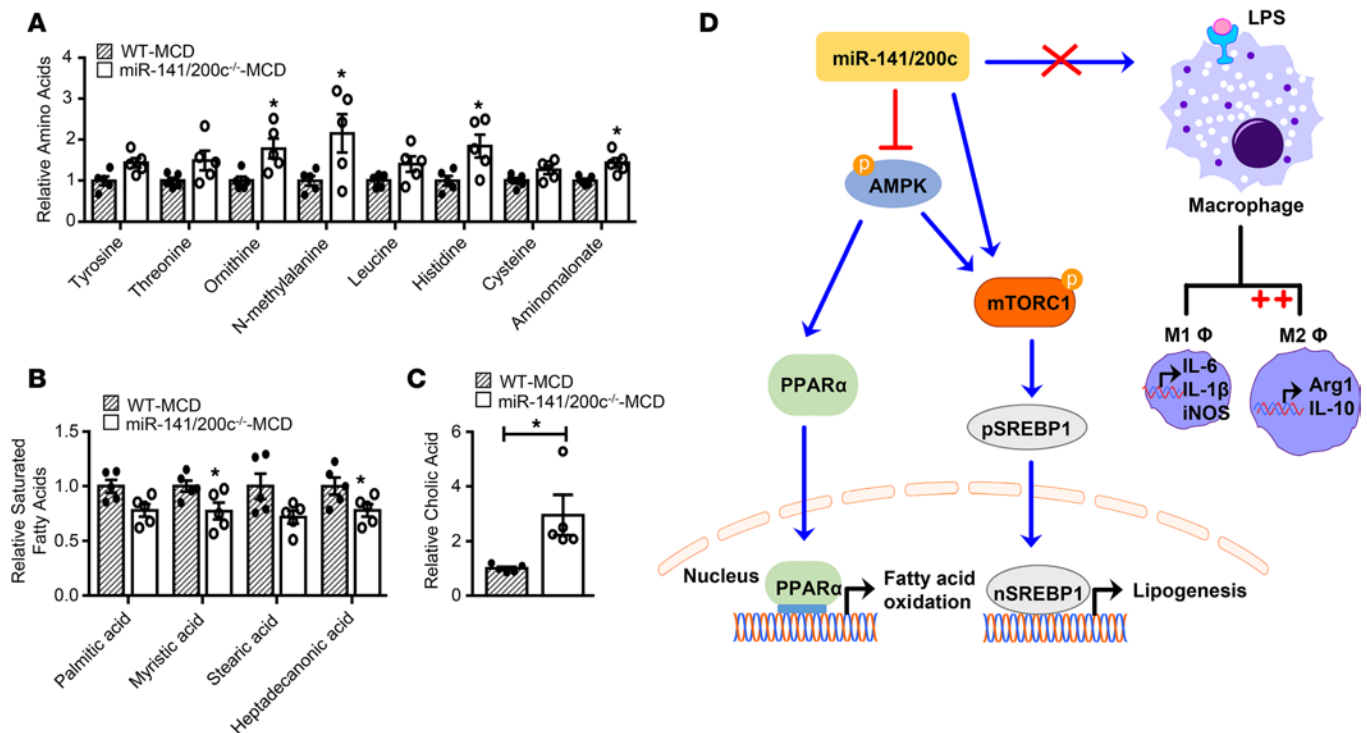 A
WT-MCD
miR-141/200c-/--MCD
Relative Amino Acids
4
3
2
1
0
*
*
*
*
Tyrosine
Threonine
Ornithine
N-methylalanine
Leucine
Histidine
Cysteine
Aminomalonate
B
WT-MCD
miR-141/200c-/--MCD
Relative Saturated
Fatty Acids
1.5
1.0
0.5
0.0
*
*
Palmitic acid
Myristic acid
Stearic acid
Heptadecanonic acid
C
WT-MCD
miR-141/200c-/--MCD
Relative Cholic Acid
6
4
2
0
*
D
miR-141/200c
LPS
p
AMPK
Macrophage
p
mTORC1
++
M1 Φ
M2 Φ
IL-6
IL-1β
iNOS
Arg1
IL-10
PPARα
pSREBP1
Nucleus
PPARα
Fatty acid
oxidation
nSREBP1
Lipogenesis